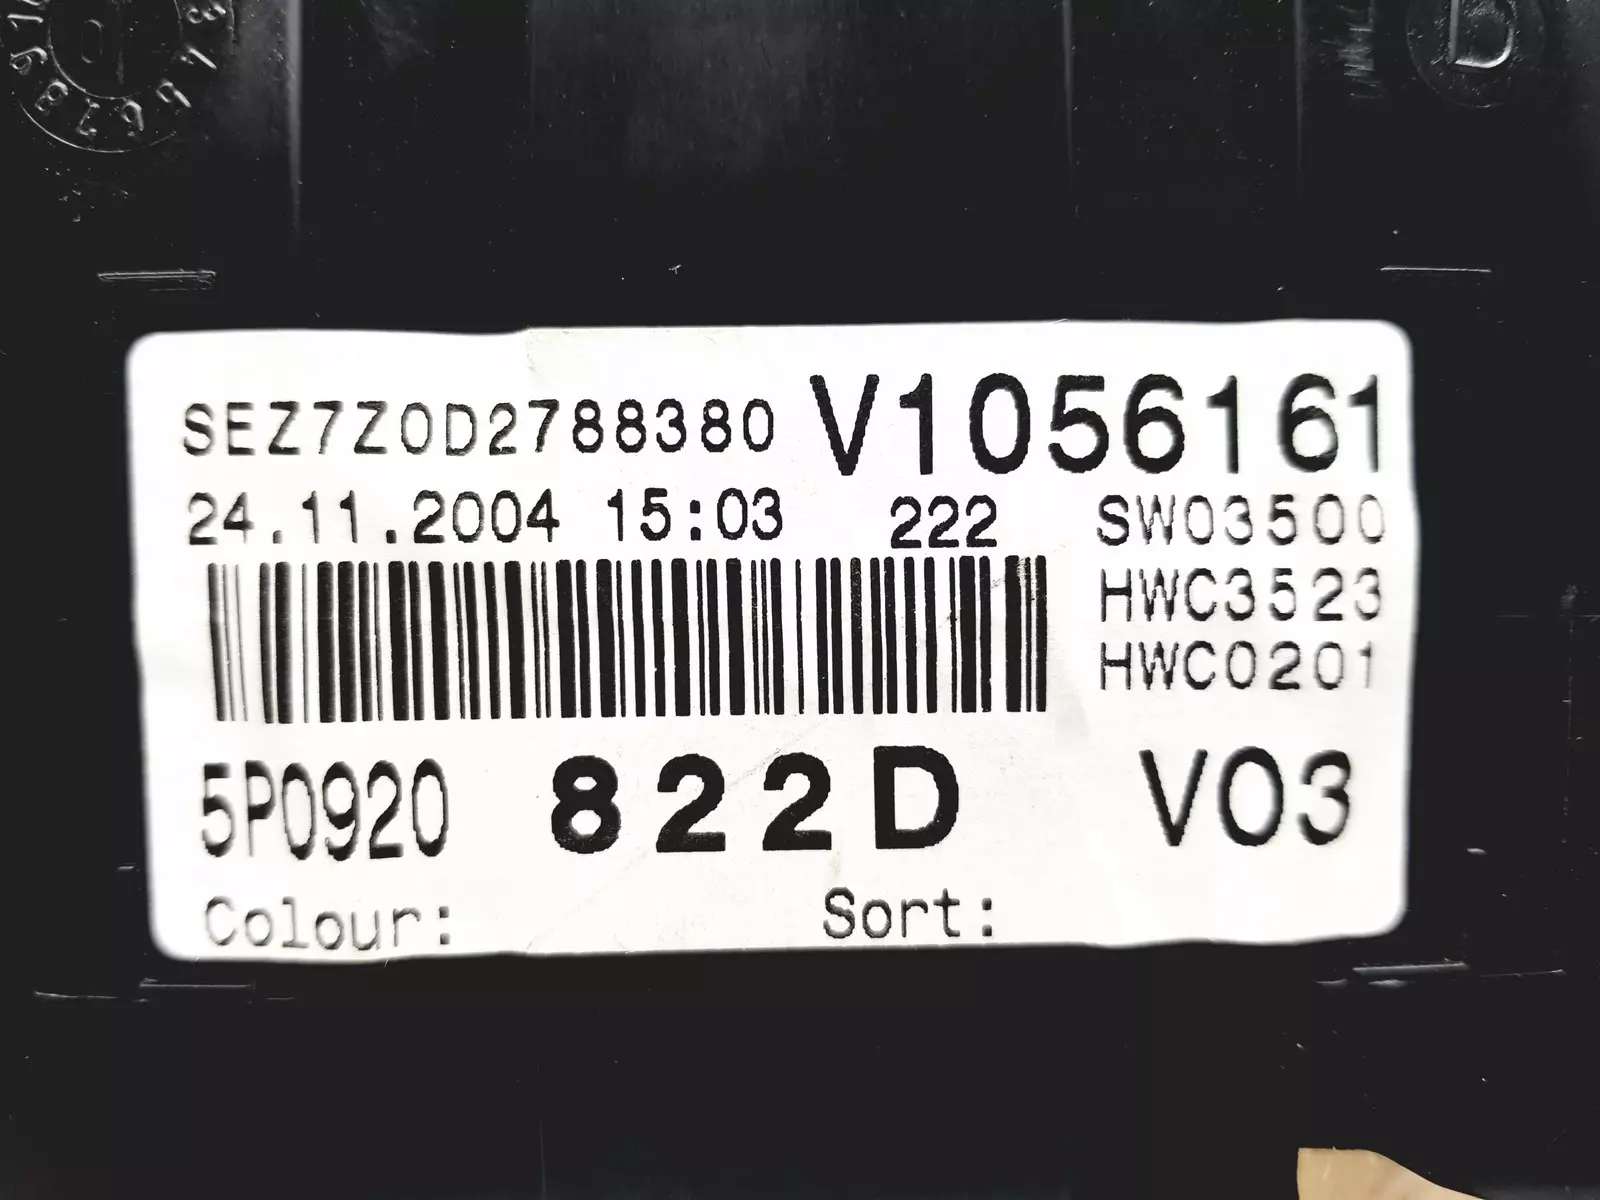 SEZ7Z0D2788380 V1056161
24.11.2004 15:03 222 SW03500
HWC3523
HWC0201
5P0920 822D V03
Colour: Sort: